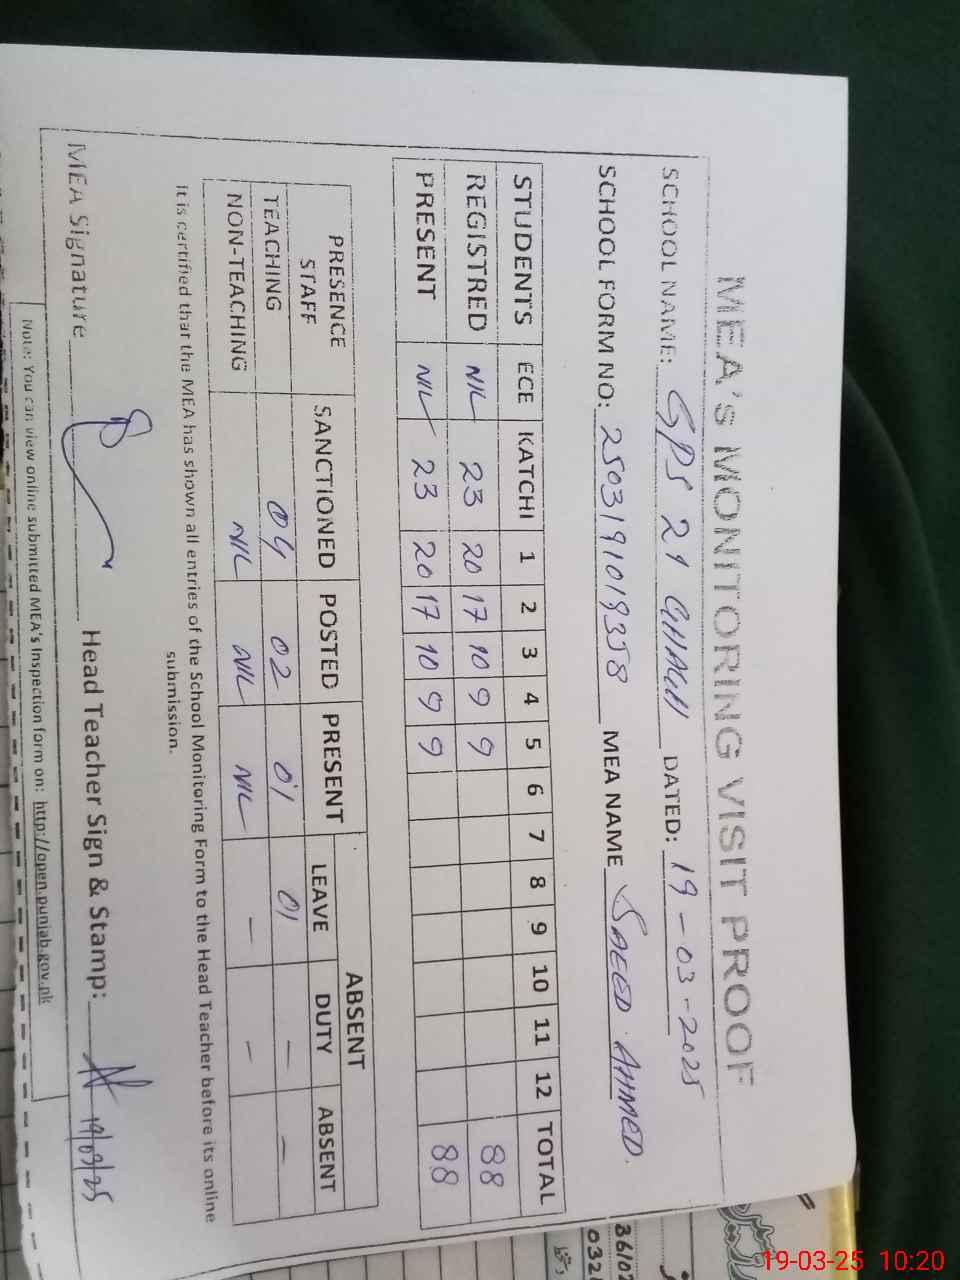 MEA's MONITORING VISIT PROOF
SCHOOL NAME: GPS 21 GHAGH DATED: 19-03-2025
SCHOOL FORM NO: 2503191019358 MEA NAME SAEED AHMED.
STUDENTS ECE KATCHI 1 2 3 4 5 6 7 8 9 10 11 12 TOTAL
REGISTRED NIL 23 20 17 10 9 9 88
PRESENT NIL 23 20 17 10 9 9 88
PRESENCE STAFF SANCTIONED POSTED PRESENT ABSENT
LEAVE DUTY ABSENT
TEACHING 04 02 01 01 – –
NON-TEACHING NIL NIL NIL – –
It is certified that the MEA has shown all entries of the School Monitoring Form to the Head Teacher before its online
submission.
MEA Signature Head Teacher Sign & Stamp: 19/03/25
Note: You can view online submitted MEA's Inspection form on: http://open.punjab.gov.pk
19-03-25 10:20